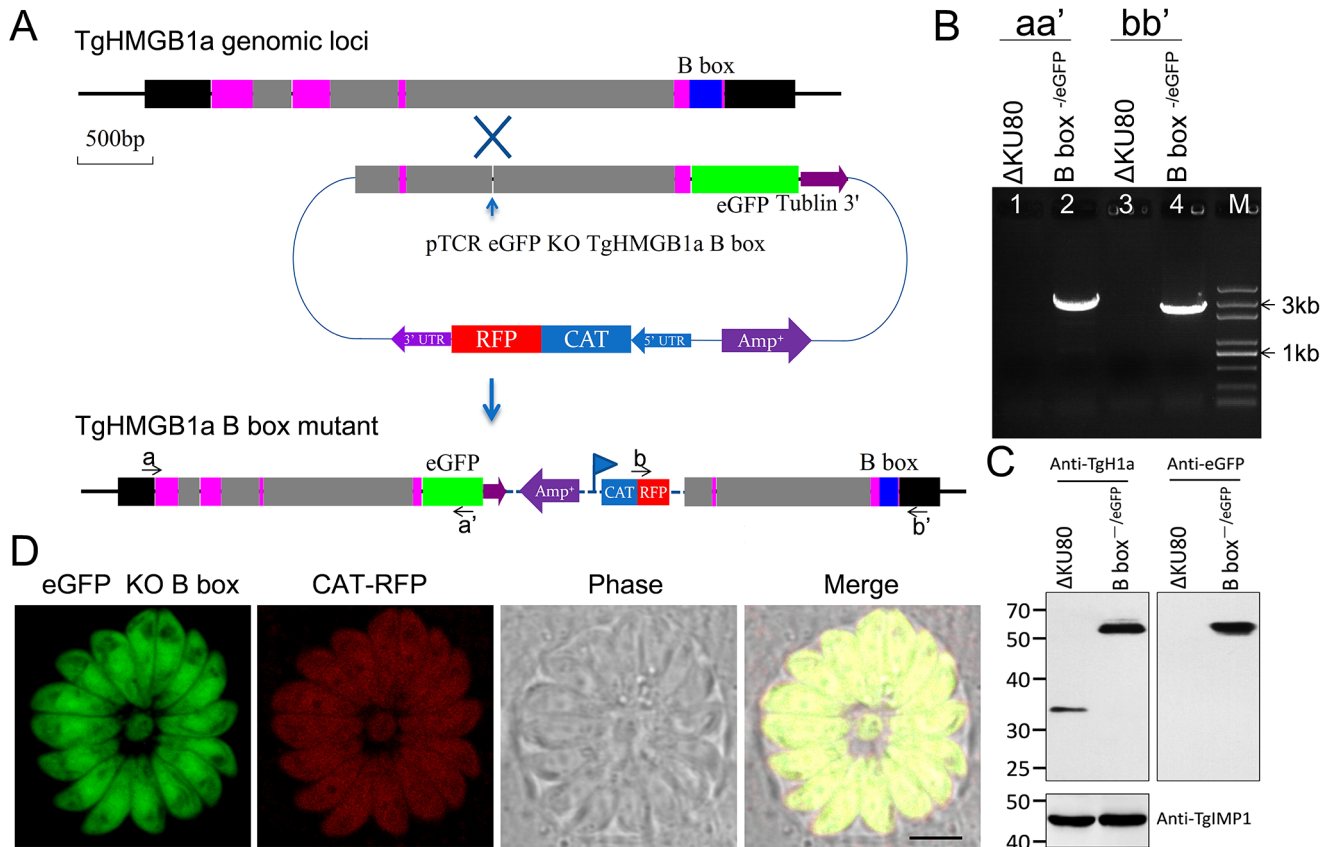 A
TgHMGB1a genomic loci
B box
500bp
eGFP Tublin 3'
pTCR eGFP KO TgHMGB1a B box
3' UTR RFP CAT 5' UTR Amp+
TgHMGB1a B box mutant
a eGFP b B box
Amp+ CAT RFP
a' b'
B
aa' bb'
ΔKU80 B box -/eGFP ΔKU80 B box -/eGFP
1 2 3 4 M
3kb
1kb
C
Anti-TgH1a Anti-eGFP
ΔKU80 B box—/eGFP ΔKU80 B box—/eGFP
70
50
40
30
25
50
40
Anti-TgIMP1
D
eGFP KO B box CAT-RFP Phase Merge